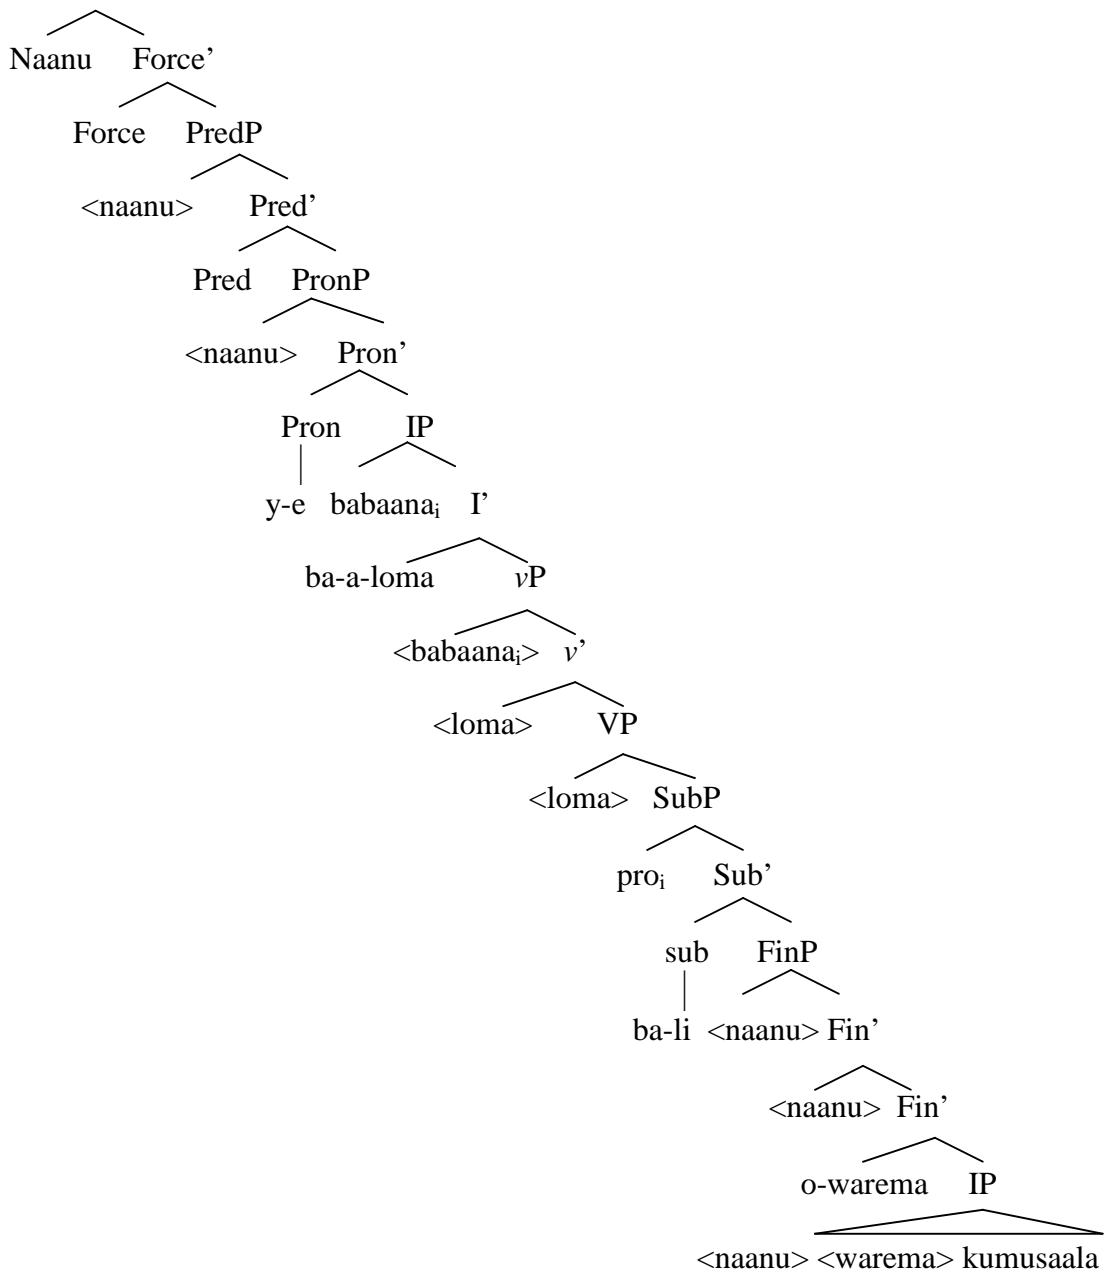 Naanu Force’
Force PredP
<naanu> Pred’
Pred PronP
<naanu> Pron’
Pron IP
y-e babaanaᵢ I’
ba-a-loma vP
<babaanaᵢ> v’
<loma> VP
<loma> SubP
proᵢ Sub’
sub FinP
ba-li <naanu> Fin’
<naanu> Fin’
o-warema IP
<naanu> <warema> kumusaala